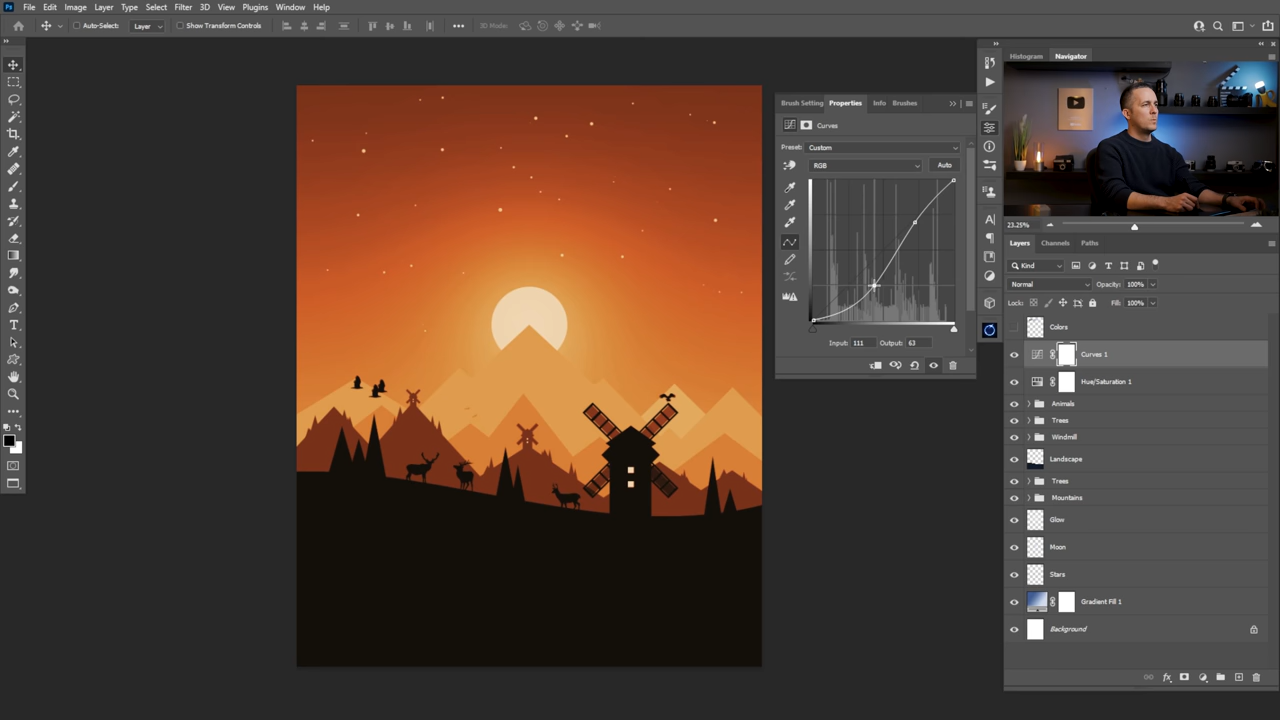 Ps File Edit Image Layer Type Select Filter 3D View Plugins Window Help
Auto-Select: Layer Show Transform Controls 3D Mode:
Histogram Navigator
Brush Setting Properties Info Brushes
Curves
Preset: Custom
RGB Auto
Input: 111 Output: 63
23.25%
Layers Channels Paths
Kind
Normal Opacity: 100%
Lock: Fill: 100%
Colors
Curves 1
Hue/Saturation 1
Animals
Trees
Windmill
Landscape
Trees
Mountains
Glow
Moon
Stars
Gradient Fill 1
Background